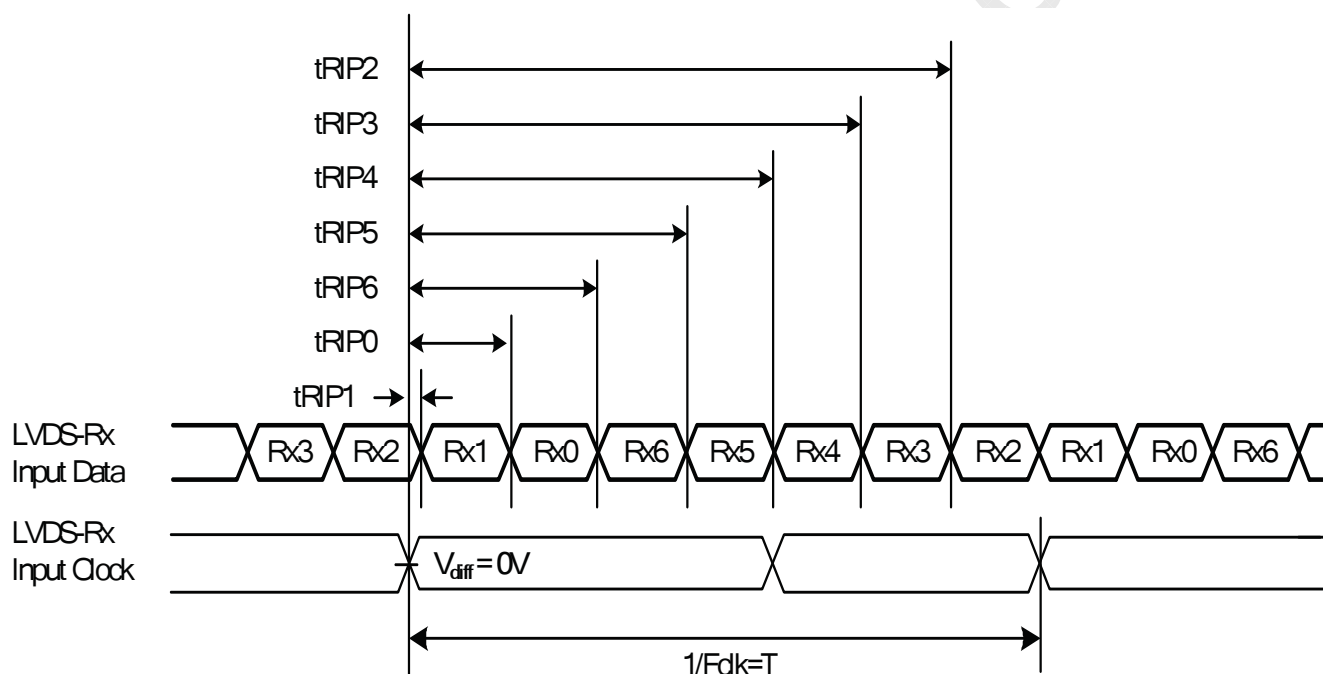 tRIP2
tRIP3
tRIP4
tRIP5
tRIP6
tRIP0
tRIP1
LVDS-Rx
Input Data
Rx3 Rx2 Rx1 Rx0 Rx6 Rx5 Rx4 Rx3 Rx2 Rx1 Rx0 Rx6
LVDS-Rx
Input Clock
Vdiff = 0V
1/Fclk=T